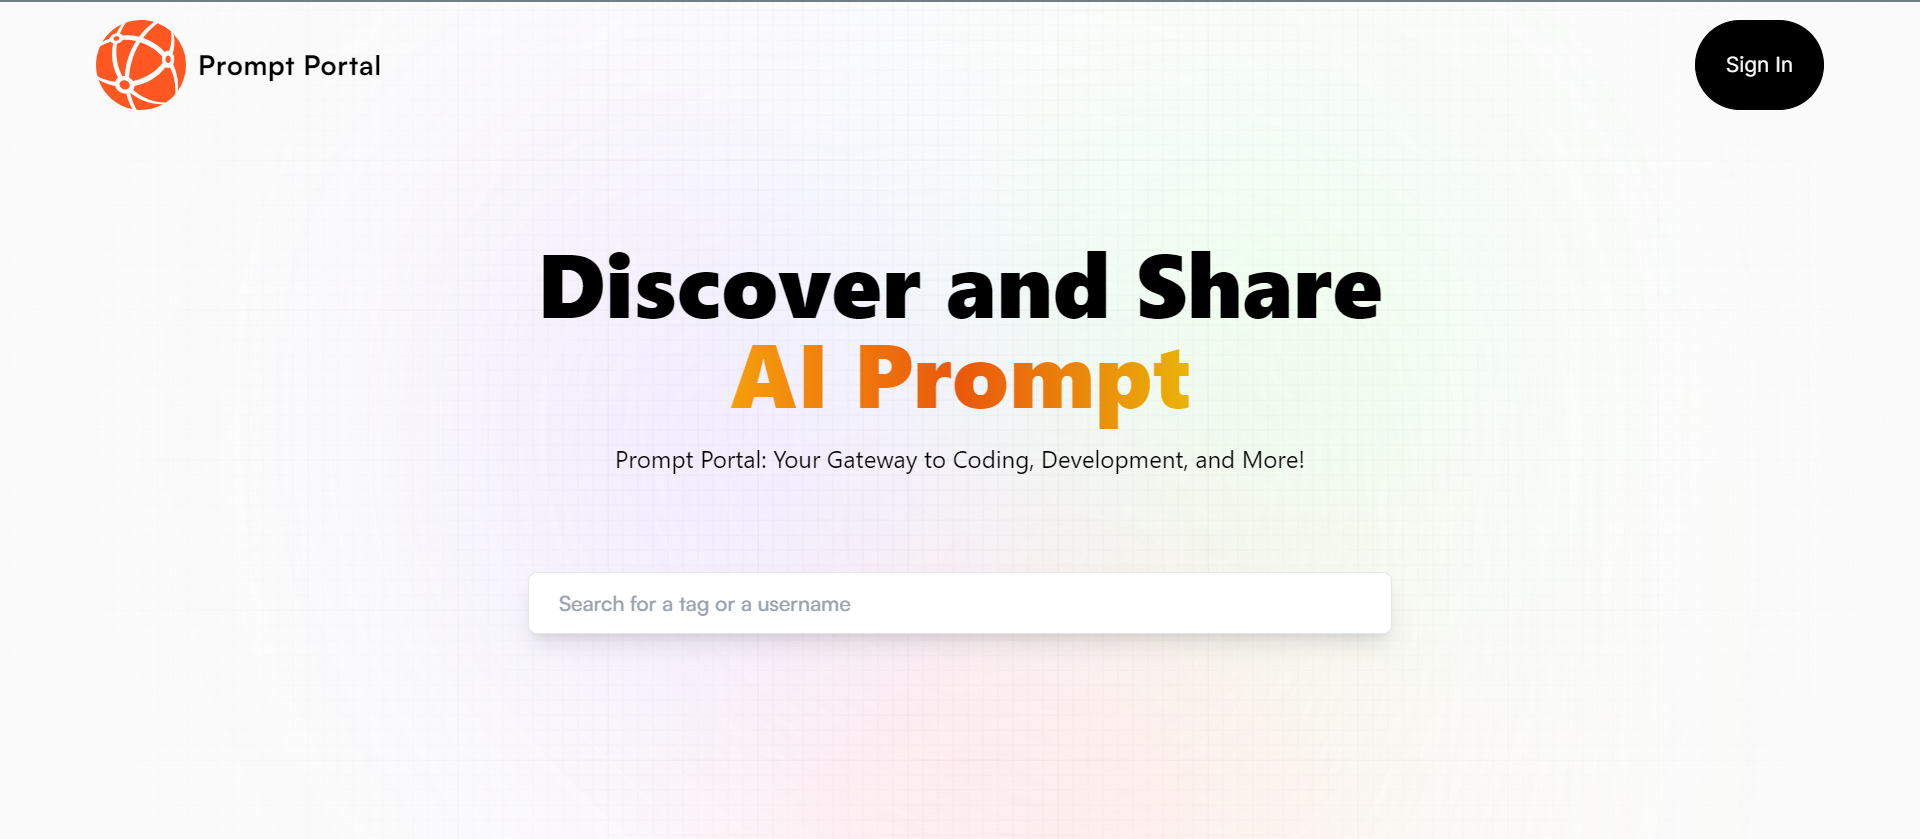 Prompt Portal
Sign In
Discover and Share
AI Prompt
Prompt Portal: Your Gateway to Coding, Development, and More!
Search for a tag or a username